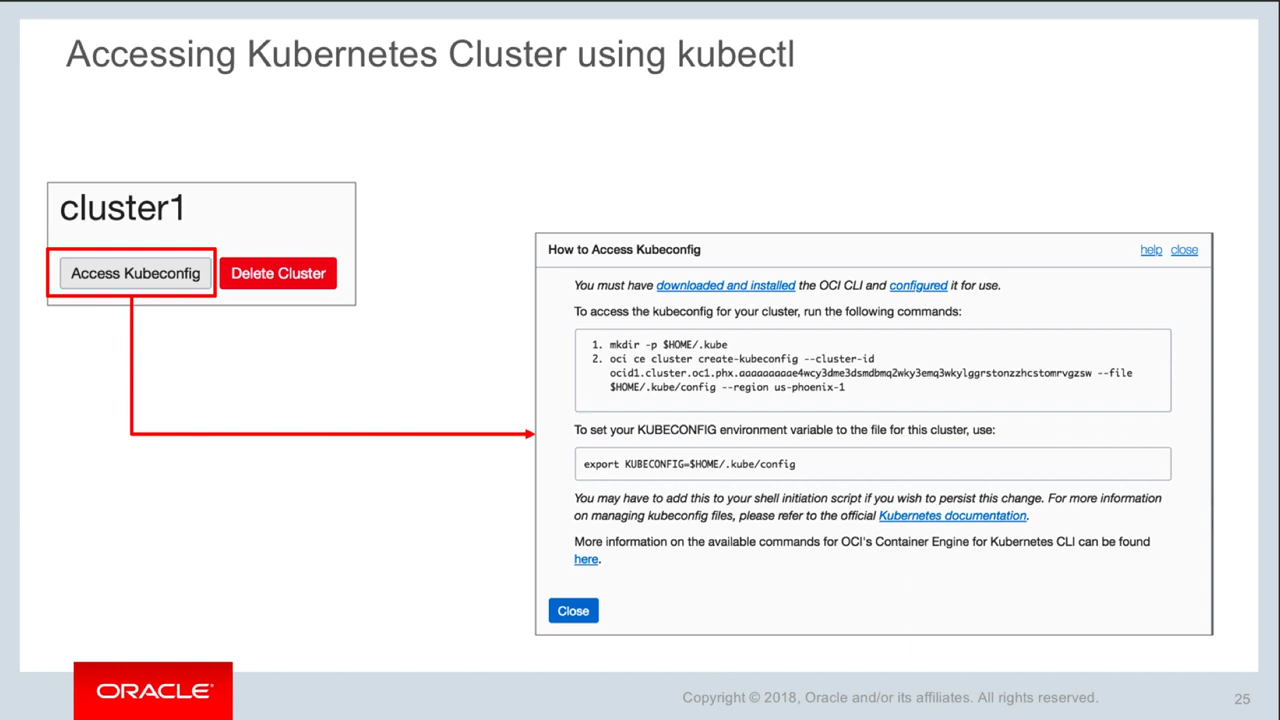 Accessing Kubernetes Cluster using kubectl
cluster1
Access Kubeconfig
Delete Cluster
How to Access Kubeconfig
help close
You must have downloaded and installed the OCI CLI and configured it for use.
To access the kubeconfig for your cluster, run the following commands:
1. mkdir -p $HOME/.kube
2. oci ce cluster create-kubeconfig --cluster-id
ocid1.cluster.oc1.phx.aaaaaaaaae4wcy3dme3dsmdbmq2wky3emq3wkylggrstonzzhcstomrvgzsw --file
$HOME/.kube/config --region us-phoenix-1
To set your KUBECONFIG environment variable to the file for this cluster, use:
export KUBECONFIG=$HOME/.kube/config
You may have to add this to your shell initiation script if you wish to persist this change. For more information
on managing kubeconfig files, please refer to the official Kubernetes documentation.
More information on the available commands for OCI's Container Engine for Kubernetes CLI can be found
here.
Close
ORACLE®
Copyright © 2018, Oracle and/or its affiliates. All rights reserved.
25